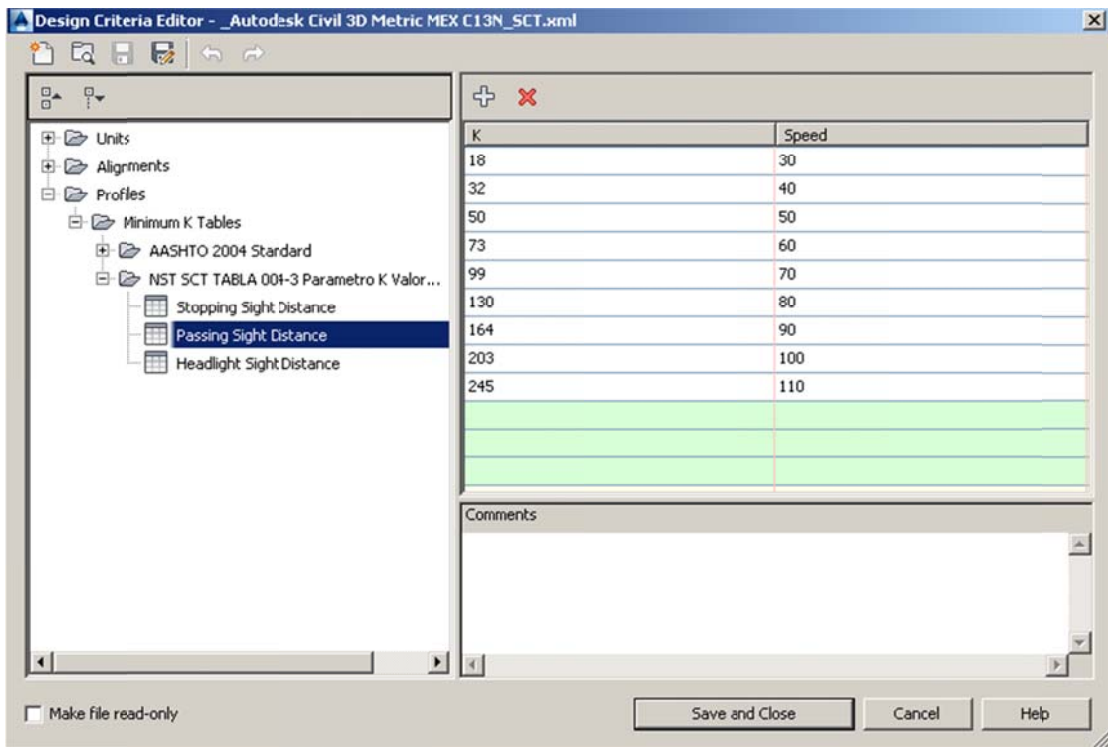 Design Criteria Editor - _Autodesk Civil 3D Metric MEX C13N_SCT.xml
Units
Alignments
Profiles
Minimum K Tables
AASHTO 2004 Standard
NST SCT TABLA 004-3 Parametro K Valor...
Stopping Sight Distance
Passing Sight Distance
Headlight Sight Distance
K Speed
18 30
32 40
50 50
73 60
99 70
130 80
164 90
203 100
245 110
Comments
Make file read-only
Save and Close Cancel Help